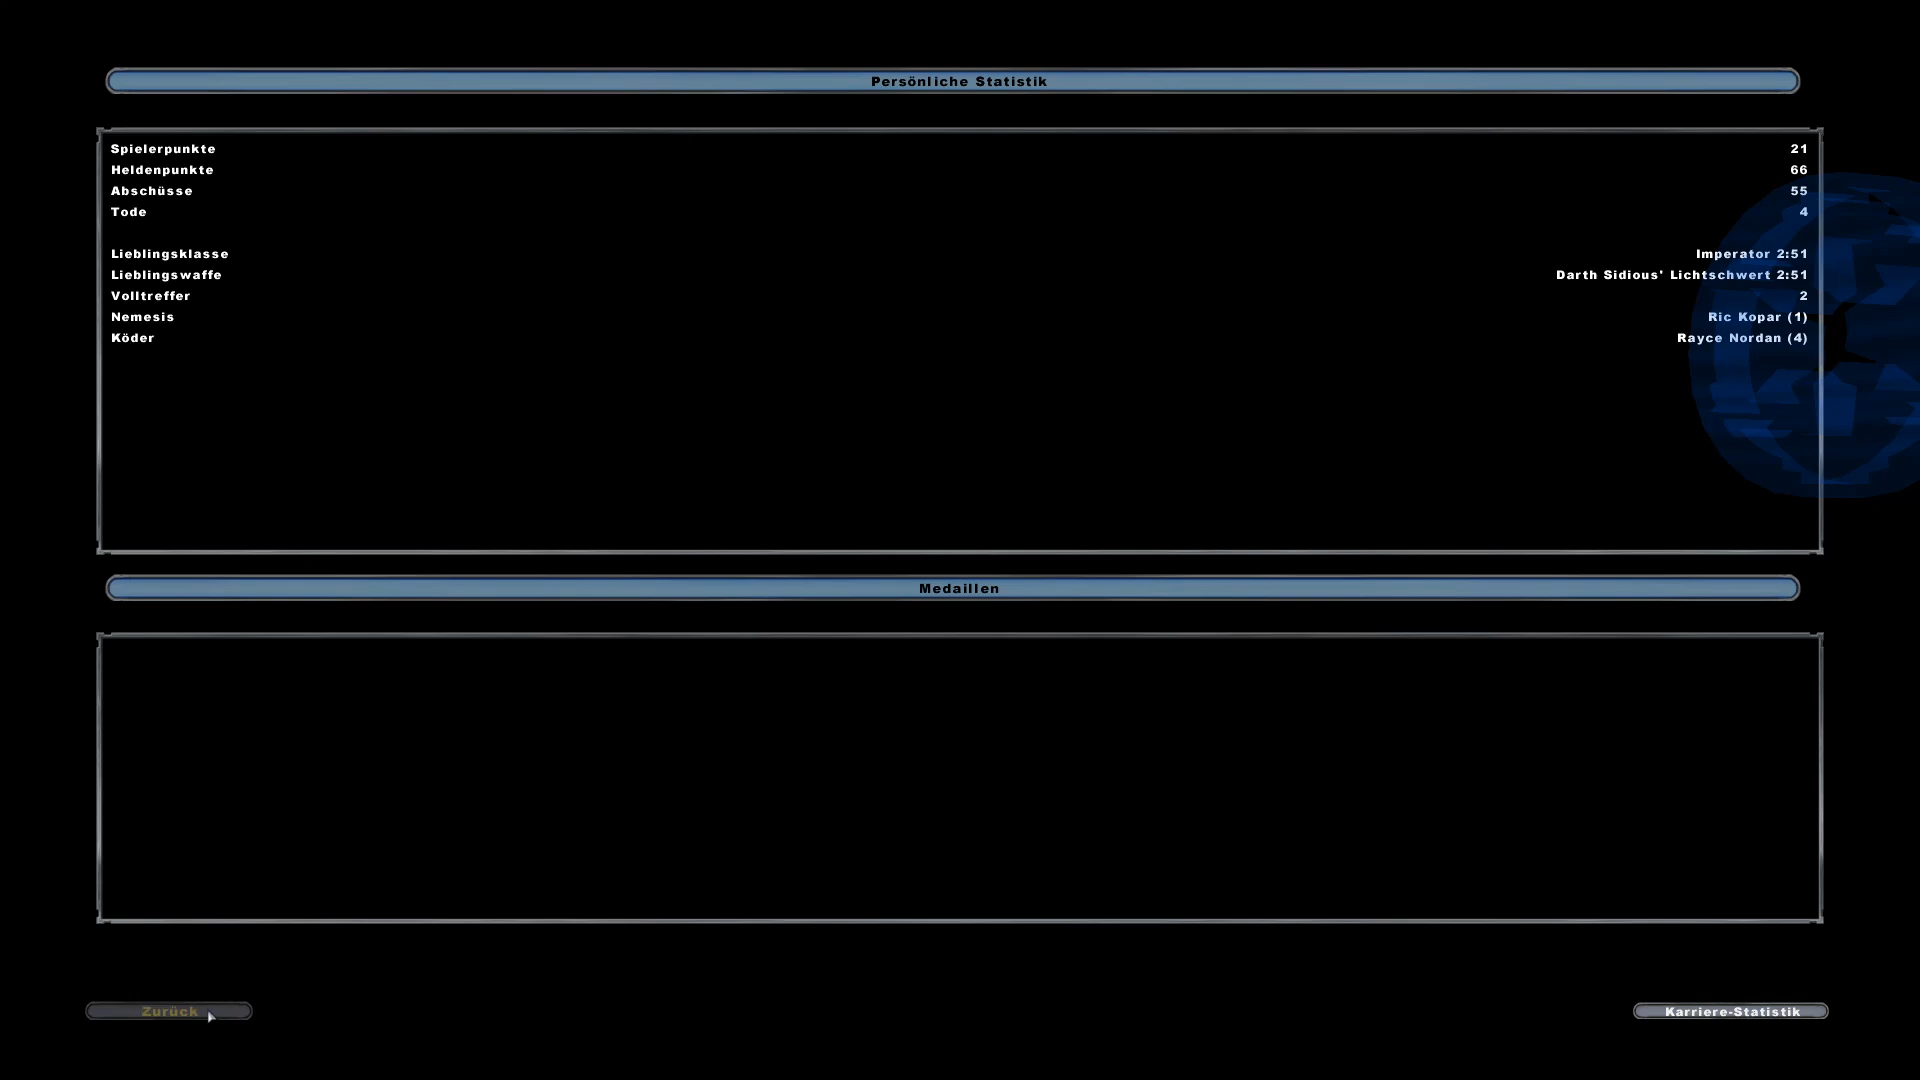 Persönliche Statistik
Spielerpunkte 21
Heldenpunkte 66
Abschüsse 55
Tode 4
Lieblingsklasse Imperator 2:51
Lieblingswaffe Darth Sidious' Lichtschwert 2:51
Volltreffer 2
Nemesis Ric Kopar (1)
Köder Rayce Nordan (4)
Medaillen
Zurück Karriere-Statistik